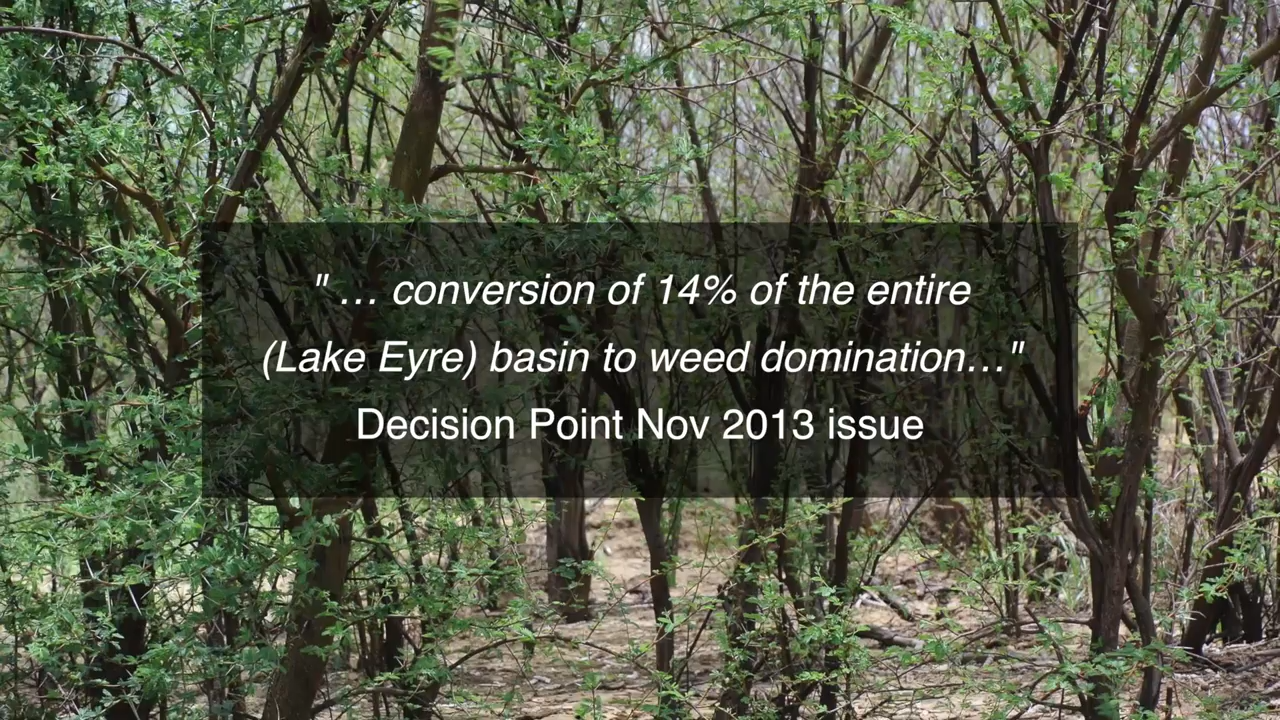 " … conversion of 14% of the entire
(Lake Eyre) basin to weed domination…"
Decision Point Nov 2013 issue